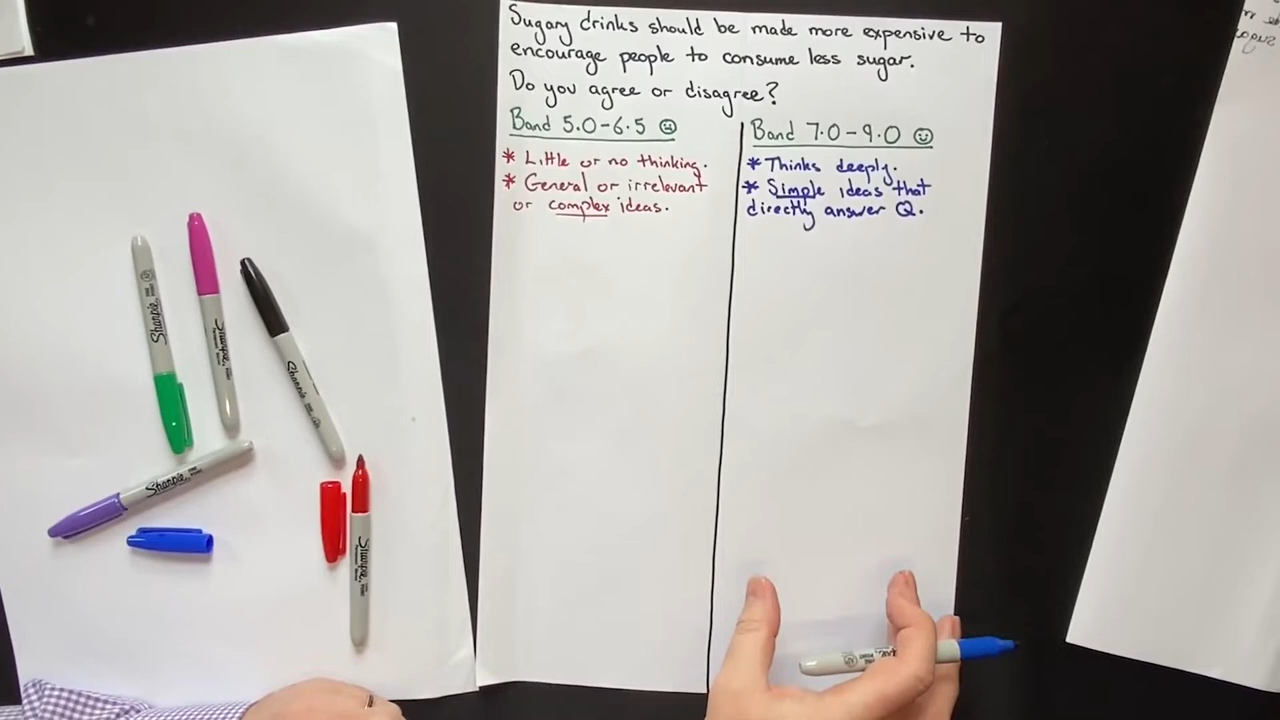 Sugary drinks should be made more expensive to
encourage people to consume less sugar.
Do you agree or disagree?
Band 5.0-6.5
* Little or no thinking.
* General or irrelevant
or complex ideas.
Band 7.0-9.0
* Thinks deeply.
* Simple ideas that
directly answer Q.
Sharpie
Sharpie
Sharpie
Sharpie
Sharpie